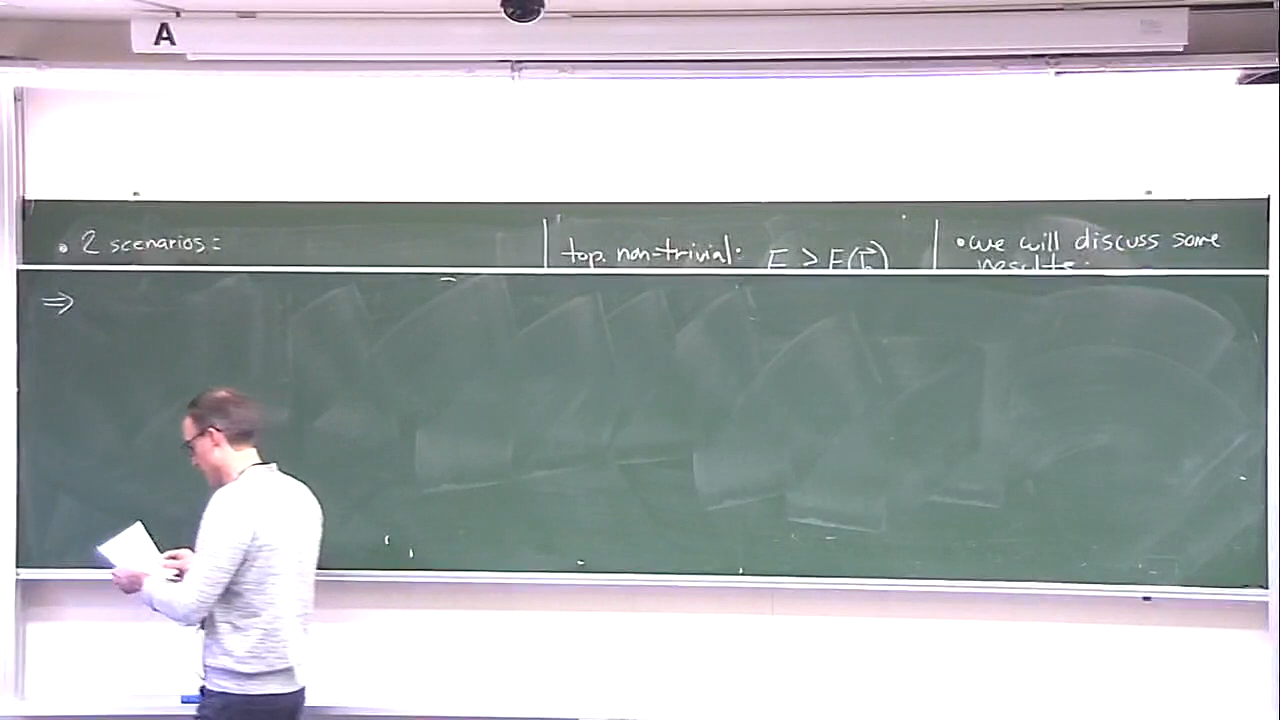 A
• 2 scenarios:
top. non-trivial: E > E(
• we will discuss some
results:
⇒